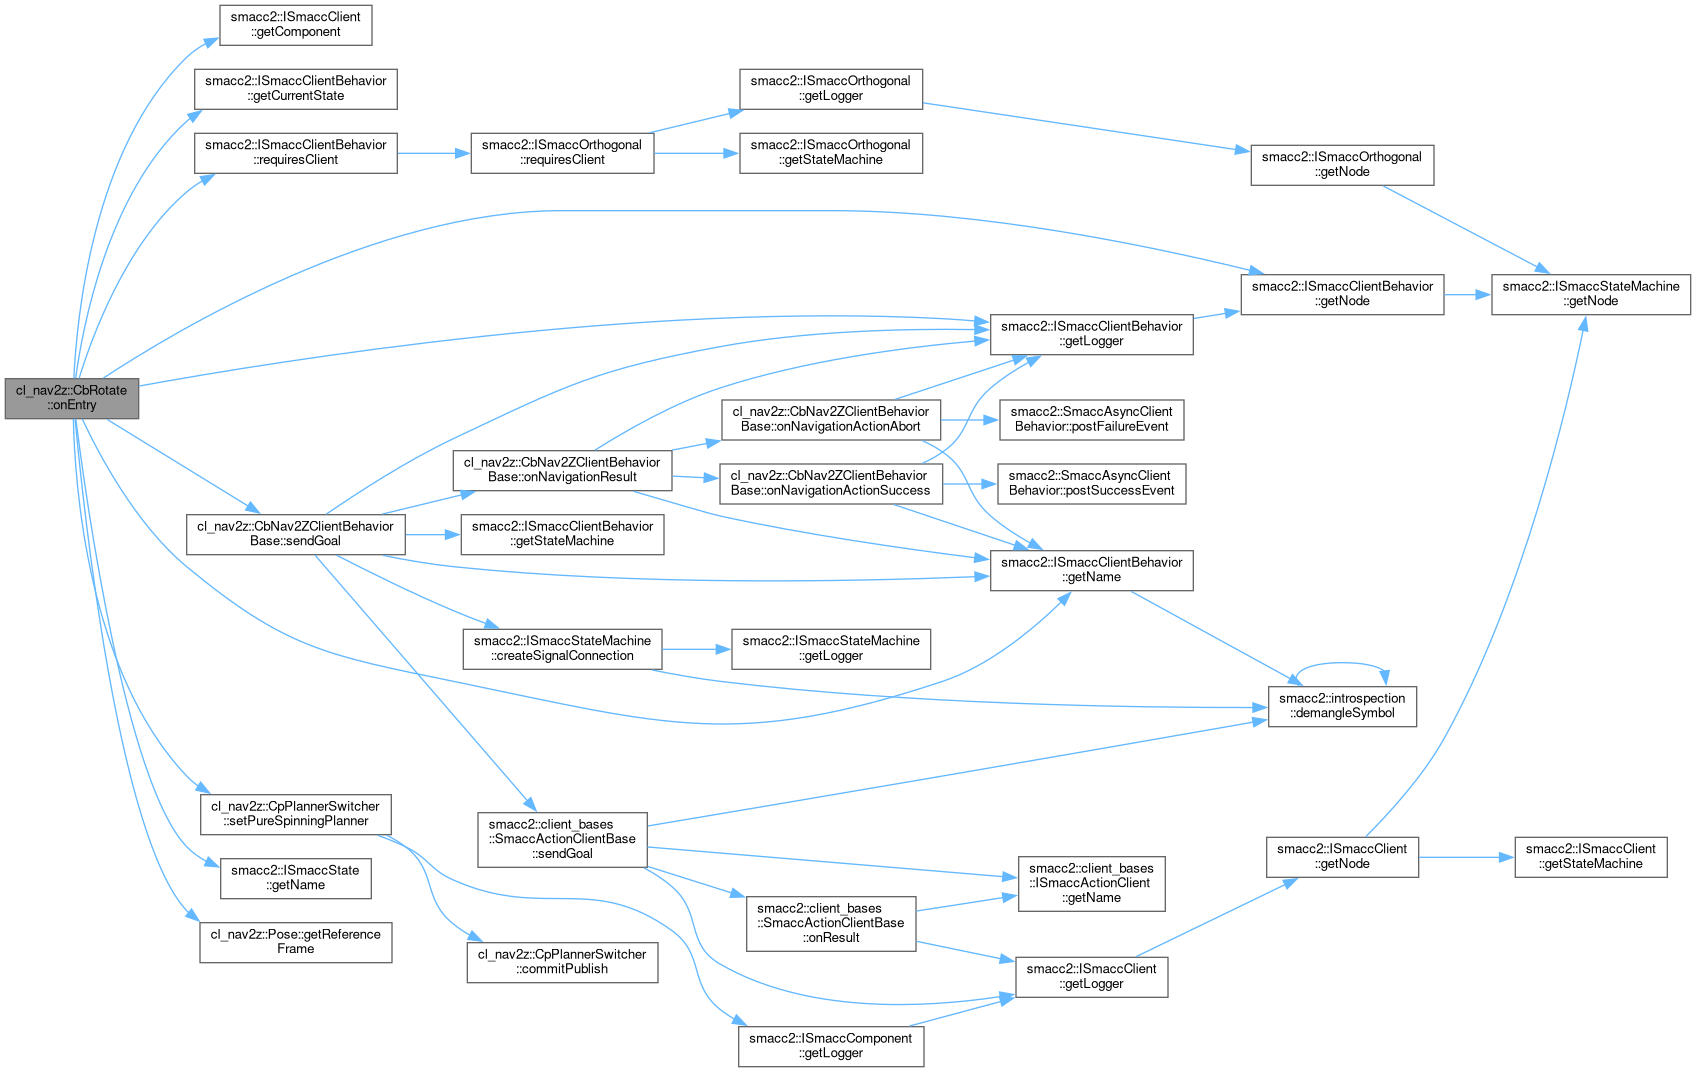 smacc2::ISmaccClient
::getComponent
smacc2::ISmaccClientBehavior
::getCurrentState
smacc2::ISmaccOrthogonal
::getLogger
smacc2::ISmaccClientBehavior
::requiresClient
smacc2::ISmaccOrthogonal
::requiresClient
smacc2::ISmaccOrthogonal
::getStateMachine
smacc2::ISmaccOrthogonal
::getNode
smacc2::ISmaccClientBehavior
::getNode
smacc2::ISmaccStateMachine
::getNode
smacc2::ISmaccClientBehavior
::getLogger
cl_nav2z::CbRotate
::onEntry
cl_nav2z::CbNav2ZClientBehavior
Base::onNavigationActionAbort
smacc2::SmaccAsyncClient
Behavior::postFailureEvent
cl_nav2z::CbNav2ZClientBehavior
Base::onNavigationResult
cl_nav2z::CbNav2ZClientBehavior
Base::onNavigationActionSuccess
smacc2::SmaccAsyncClient
Behavior::postSuccessEvent
cl_nav2z::CbNav2ZClientBehavior
Base::sendGoal
smacc2::ISmaccClientBehavior
::getStateMachine
smacc2::ISmaccClientBehavior
::getName
smacc2::ISmaccStateMachine
::createSignalConnection
smacc2::ISmaccStateMachine
::getLogger
smacc2::introspection
::demangleSymbol
cl_nav2z::CpPlannerSwitcher
::setPureSpinningPlanner
smacc2::client_bases
::SmaccActionClientBase
::sendGoal
smacc2::ISmaccClient
::getNode
smacc2::ISmaccClient
::getStateMachine
smacc2::ISmaccState
::getName
smacc2::client_bases
::ISmaccActionClient
::getName
smacc2::client_bases
::SmaccActionClientBase
::onResult
cl_nav2z::Pose::getReference
Frame
cl_nav2z::CpPlannerSwitcher
::commitPublish
smacc2::ISmaccClient
::getLogger
smacc2::ISmaccComponent
::getLogger